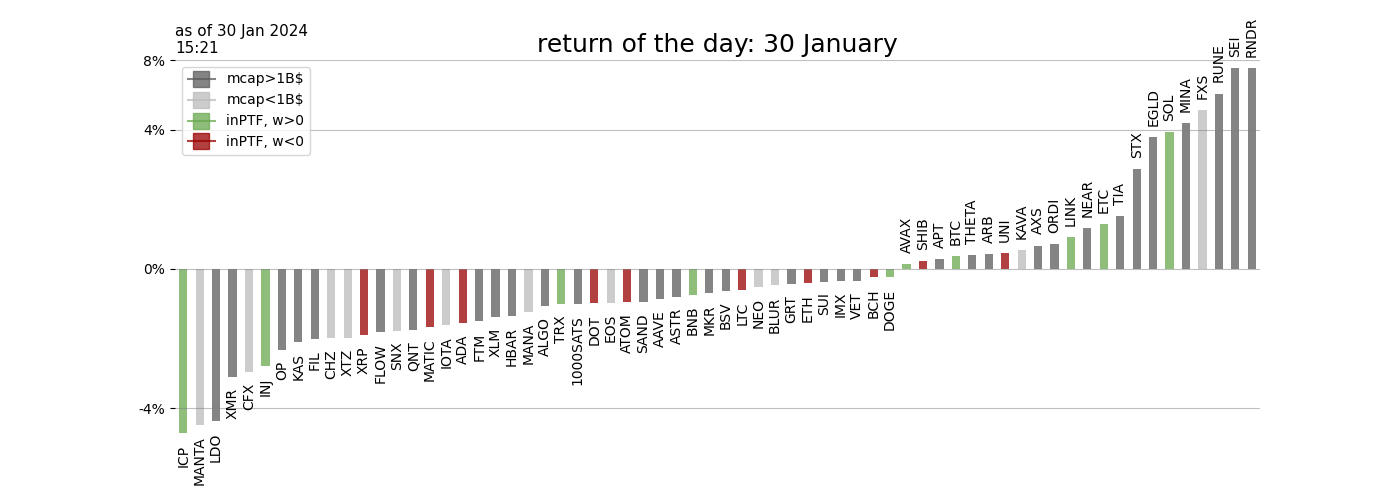 as of 30 Jan 2024
15:21
return of the day: 30 January
8%
4%
0%
-4%
mcap>1B$
mcap<1B$
inPTF, w>0
inPTF, w<0
ICP
MANTA
LDO
XMR
CFX
INJ
OP
KAS
FIL
CHZ
XTZ
XRP
FLOW
SNX
QNT
MATIC
IOTA
ADA
FTM
XLM
HBAR
MANA
ALGO
TRX
1000SATS
DOT
EOS
ATOM
SAND
AAVE
ASTR
BNB
MKR
BSV
LTC
NEO
BLUR
GRT
ETH
SUI
IMX
VET
BCH
DOGE
AVAX
SHIB
APT
BTC
THETA
ARB
UNI
KAVA
AXS
ORDI
LINK
NEAR
ETC
TIA
STX
EGLD
SOL
MINA
FXS
RUNE
SEI
RNDR